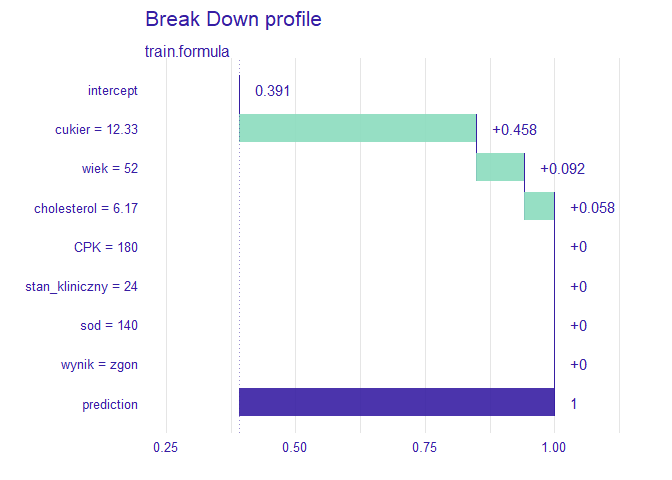 Break Down profile
train.formula
intercept 0.391
cukier = 12.33 +0.458
wiek = 52 +0.092
cholesterol = 6.17 +0.058
CPK = 180 +0
stan_kliniczny = 24 +0
sod = 140 +0
wynik = zgon +0
prediction 1
0.25 0.50 0.75 1.00